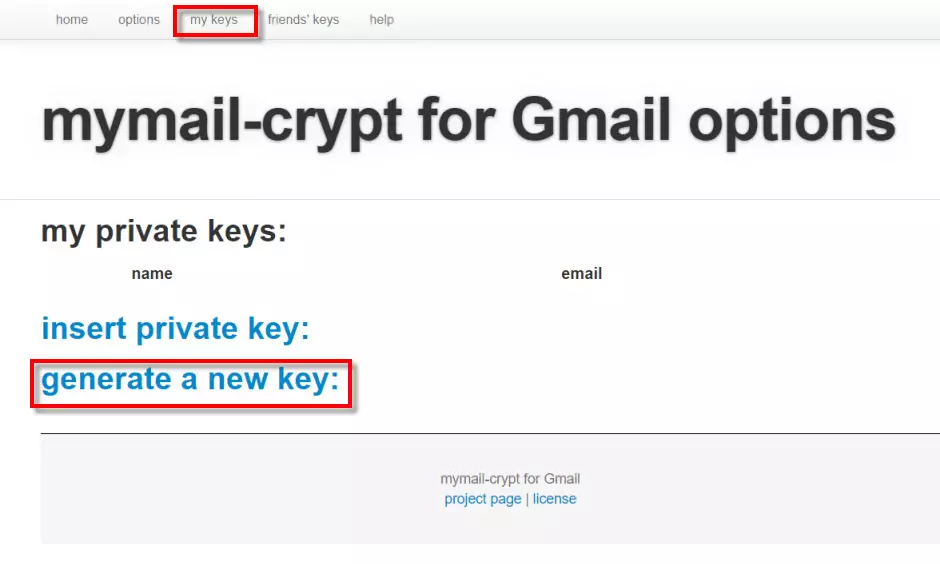 home options my keys friends' keys help
mymail-crypt for Gmail options
my private keys:
name email
insert private key:
generate a new key:
mymail-crypt for Gmail
project page | license